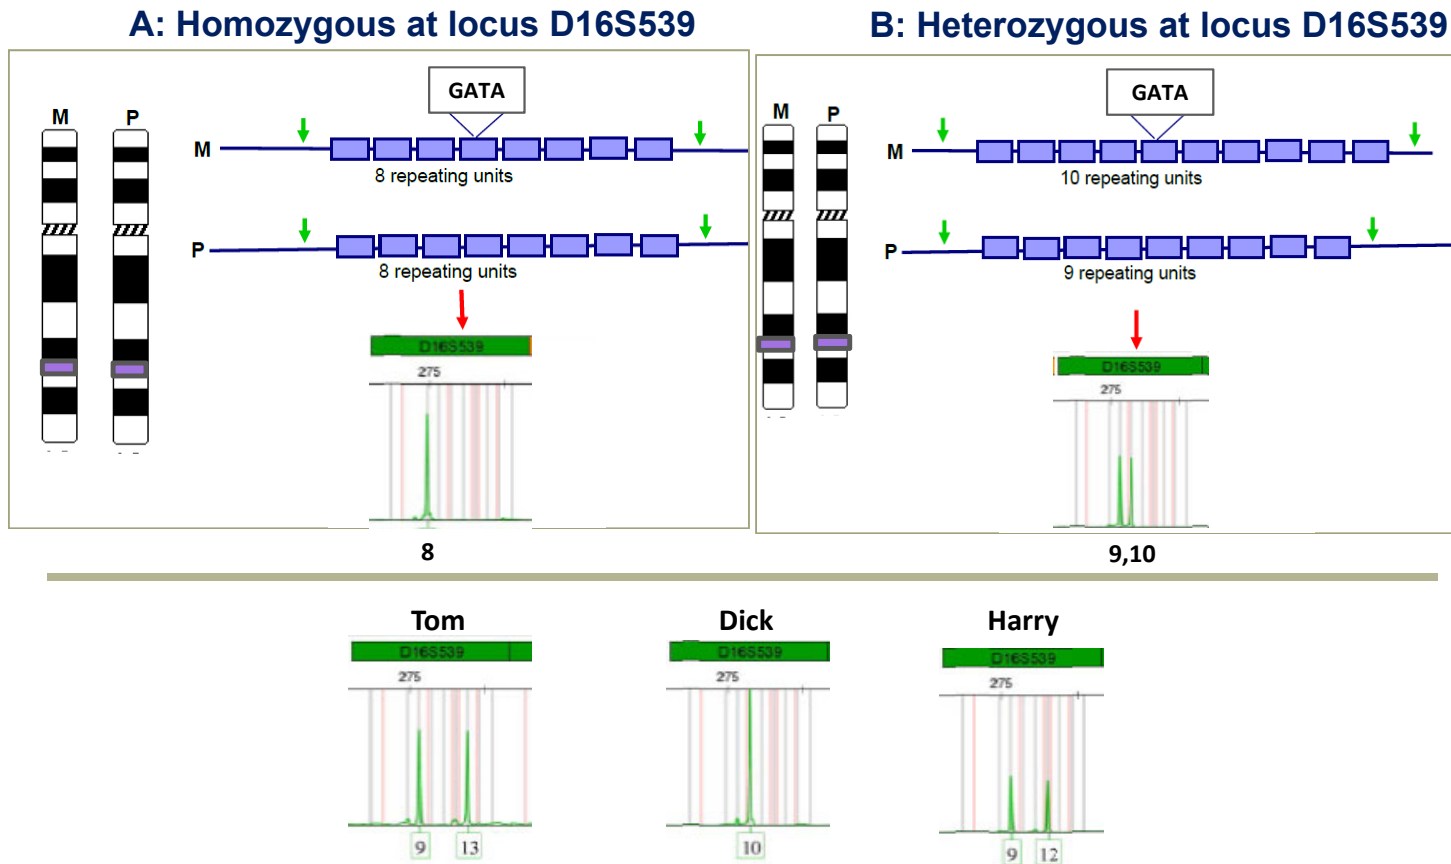 A: Homozygous at locus D16S539
B: Heterozygous at locus D16S539
GATA
M P
M
8 repeating units
P
8 repeating units
D16S539
275
8
GATA
M P
M
10 repeating units
P
9 repeating units
D16S539
275
9,10
Tom
D16S539
275
9 13
Dick
D16S539
275
10
Harry
D16S539
275
9 12